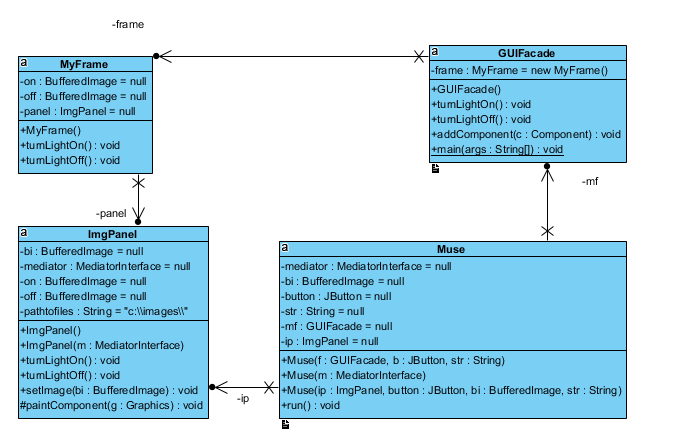 -frame
MyFrame
-on : BufferedImage = null
-off : BufferedImage = null
-panel : ImgPanel = null
+MyFrame()
+turnLightOn() : void
+turnLightOff() : void
GUIFacade
-frame : MyFrame = new MyFrame()
+GUIFacade()
+turnLightOn() : void
+turnLightOff() : void
+addComponent(c : Component) : void
+main(args : String[]) : void
-mf
-panel
ImgPanel
-bi : BufferedImage = null
-mediator : MediatorInterface = null
-on : BufferedImage = null
-off : BufferedImage = null
-pathtofiles : String = "c:\\images\\"
+ImgPanel()
+ImgPanel(m : MediatorInterface)
+turnLightOn() : void
+turnLightOff() : void
+setImage(bi : BufferedImage) : void
#paintComponent(g : Graphics) : void
-ip
Muse
-mediator : MediatorInterface = null
-bi : BufferedImage = null
-button : JButton = null
-str : String = null
-mf : GUIFacade = null
-ip : ImgPanel = null
+Muse(f : GUIFacade, b : JButton, str : String)
+Muse(m : MediatorInterface)
+Muse(ip : ImgPanel, button : JButton, bi : BufferedImage, str : String)
+run() : void